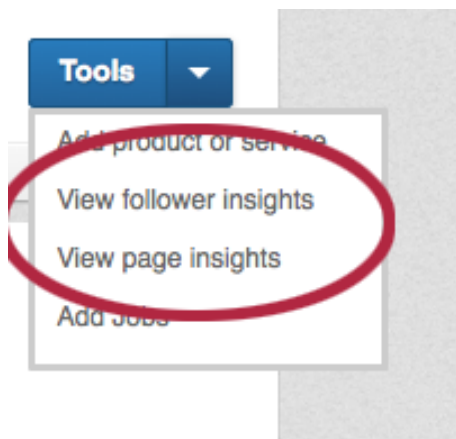 Tools
Add product or service
View follower insights
View page insights
Add Jobs